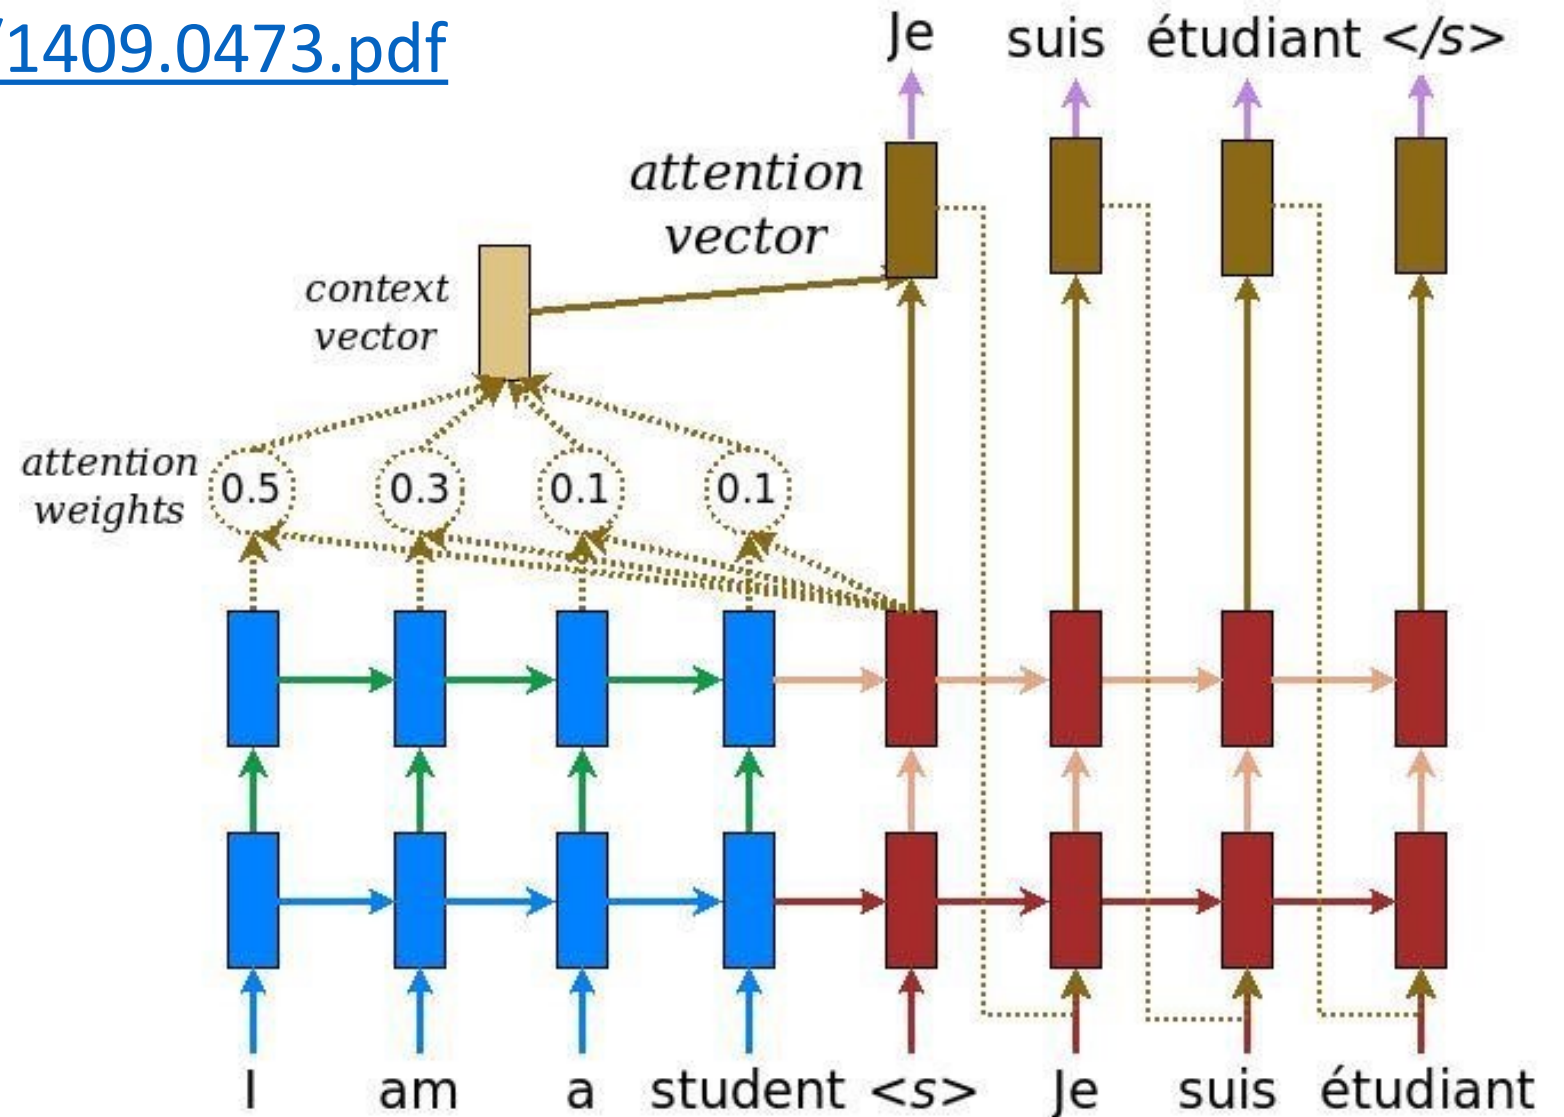 /1409.0473.pdf
Je suis étudiant </s>
attention
vector
context
vector
attention
weights
0.5 0.3 0.1 0.1
I am a student <s> Je suis étudiant